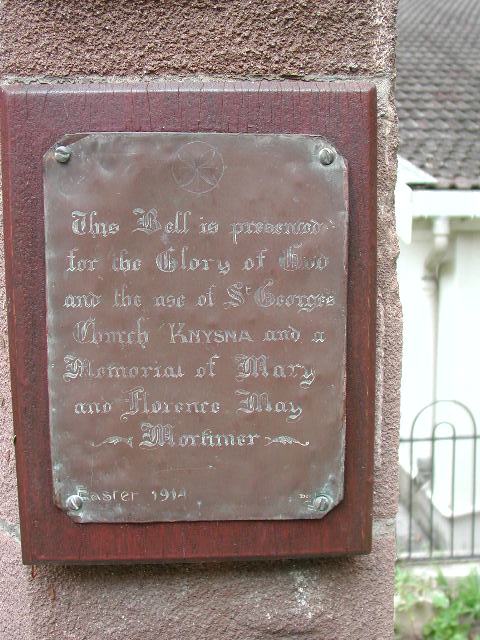 This Bell is presented
for the Glory of God
and the use of St Georges
Church KNYSNA and a
Memorial of Mary
and Florence May
Mortimer
Easter 1914